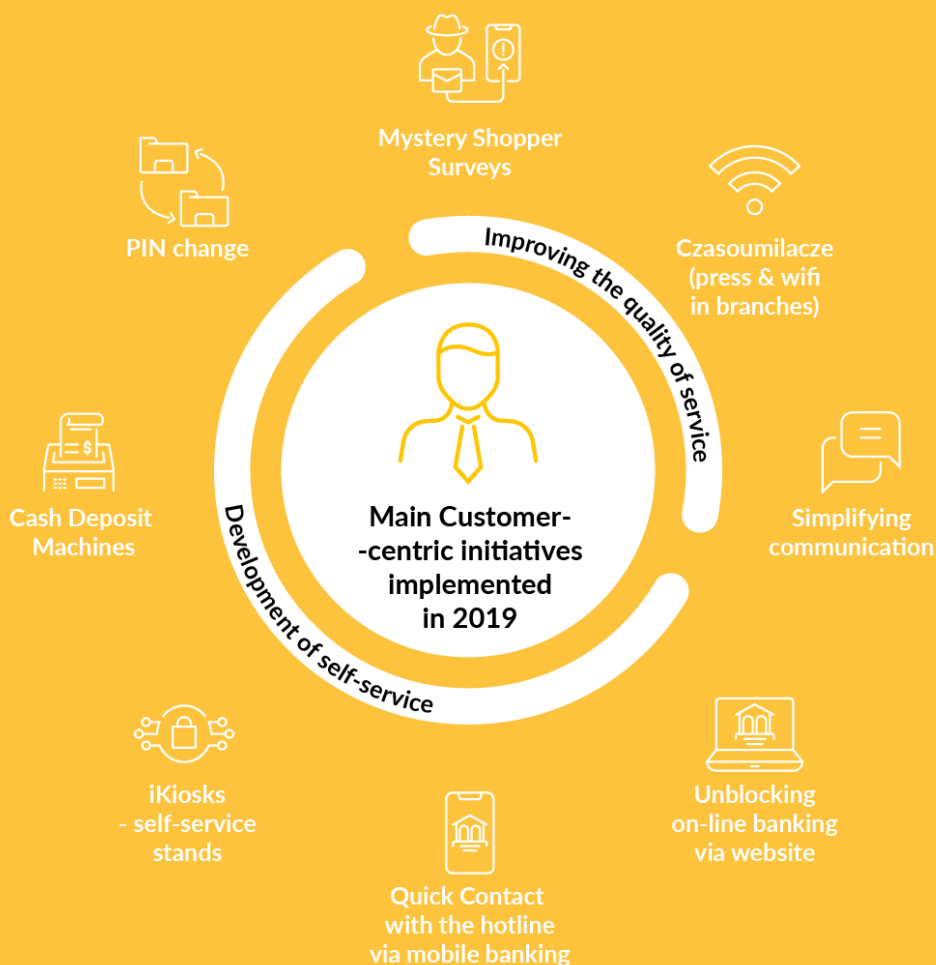 Mystery Shopper
Surveys
PIN change
Czasoumilacze
(press & wifi
in branches)
Improving the quality of service
Main Customer-
-centric initiatives
implemented
in 2019
$
Cash Deposit
Machines
Simplifying
communication
Development of self-service
iKiosks
- self-service
stands
Unblocking
on-line banking
via website
Quick Contact
with the hotline
via mobile banking